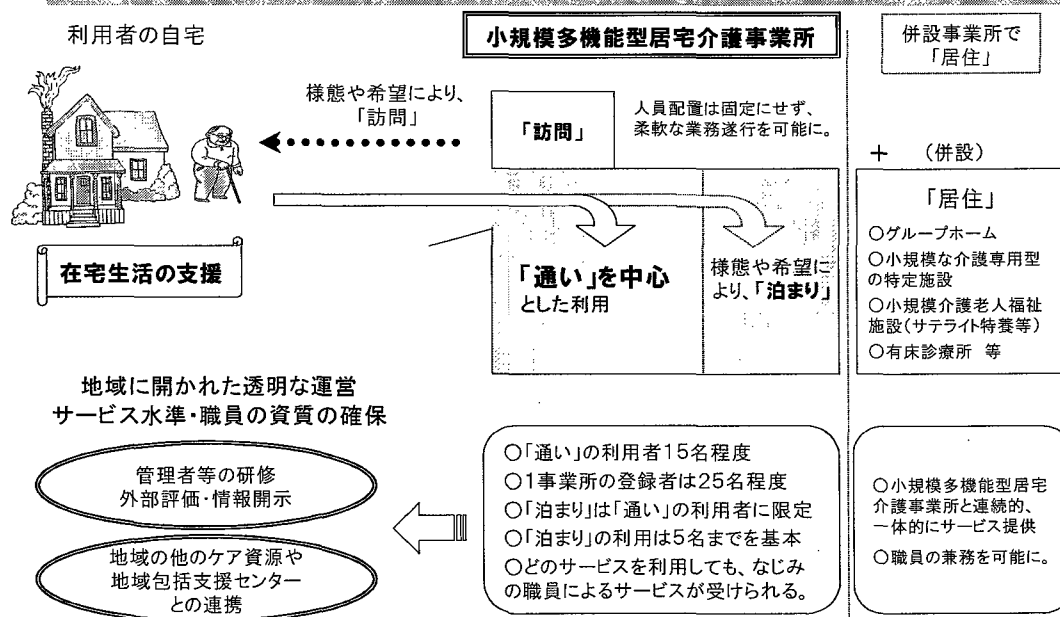 利用者の自宅
小規模多機能型居宅介護事業所
併設事業所で
「居住」
様態や希望により、
「訪問」
「訪問」
人員配置は固定にせず、
柔軟な業務遂行を可能に。
+ (併設)
在宅生活の支援
「通い」を中心
とした利用
様態や希望に
より、「泊まり」
「居住」
○グループホーム
○小規模な介護専用型
の特定施設
○小規模介護老人福祉
施設(サテライト特養等)
○有床診療所 等
地域に開かれた透明な運営
サービス水準・職員の資質の確保
管理者等の研修
外部評価・情報開示
地域の他のケア資源や
地域包括支援センター
との連携
○「通い」の利用者15名程度
○1事業所の登録者は25名程度
○「泊まり」は「通い」の利用者に限定
○「泊まり」の利用は5名までを基本
○どのサービスを利用しても、なじみ
の職員によるサービスが受けられる。
○小規模多機能型居宅
介護事業所と連続的、
一体的にサービス提供
○職員の兼務を可能に。